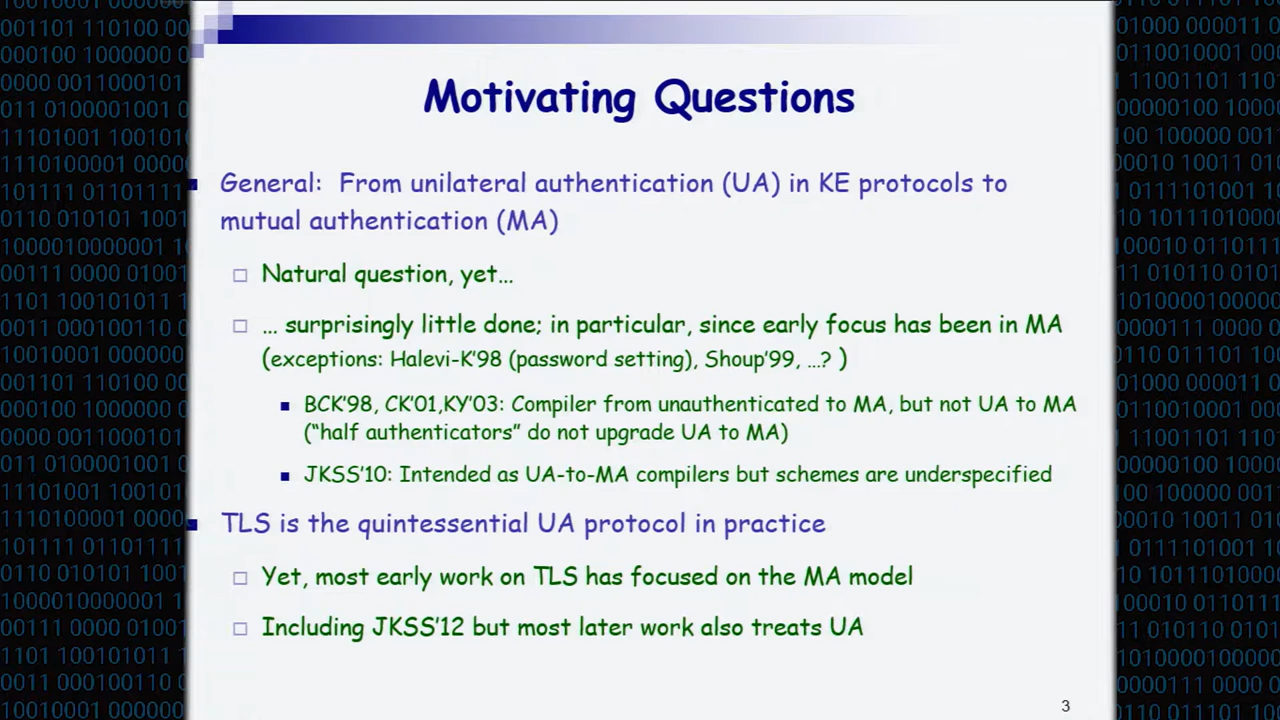 Motivating Questions
General: From unilateral authentication (UA) in KE protocols to
mutual authentication (MA)
Natural question, yet…
… surprisingly little done; in particular, since early focus has been in MA
(exceptions: Halevi-K’98 (password setting), Shoup’99, …? )
BCK’98, CK’01,KY’03: Compiler from unauthenticated to MA, but not UA to MA
(“half authenticators” do not upgrade UA to MA)
JKSS’10: Intended as UA-to-MA compilers but schemes are underspecified
TLS is the quintessential UA protocol in practice
Yet, most early work on TLS has focused on the MA model
Including JKSS’12 but most later work also treats UA
3